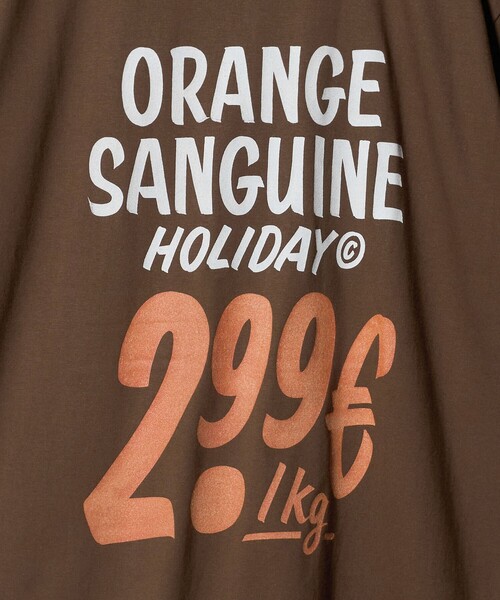 ORANGE
SANGUINE
HOLIDAY©
2.99€
/kg